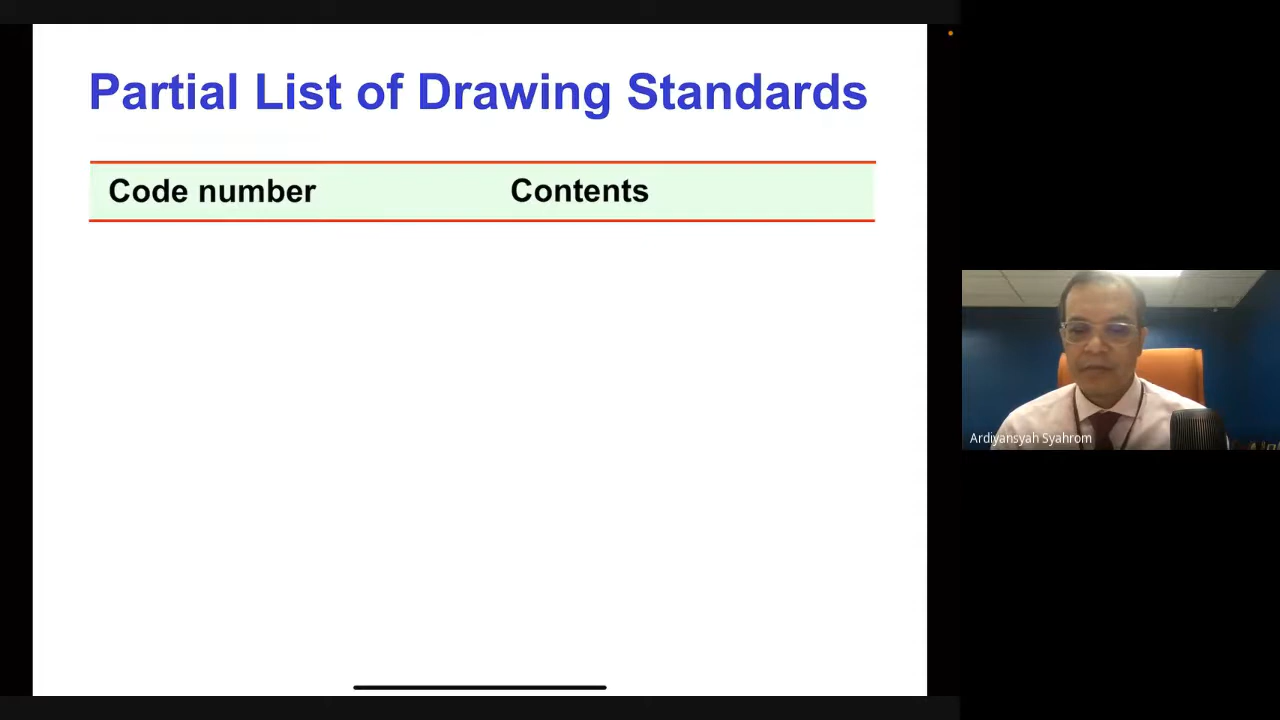 Partial List of Drawing Standards
Code number Contents
Ardiyansyah Syahrom